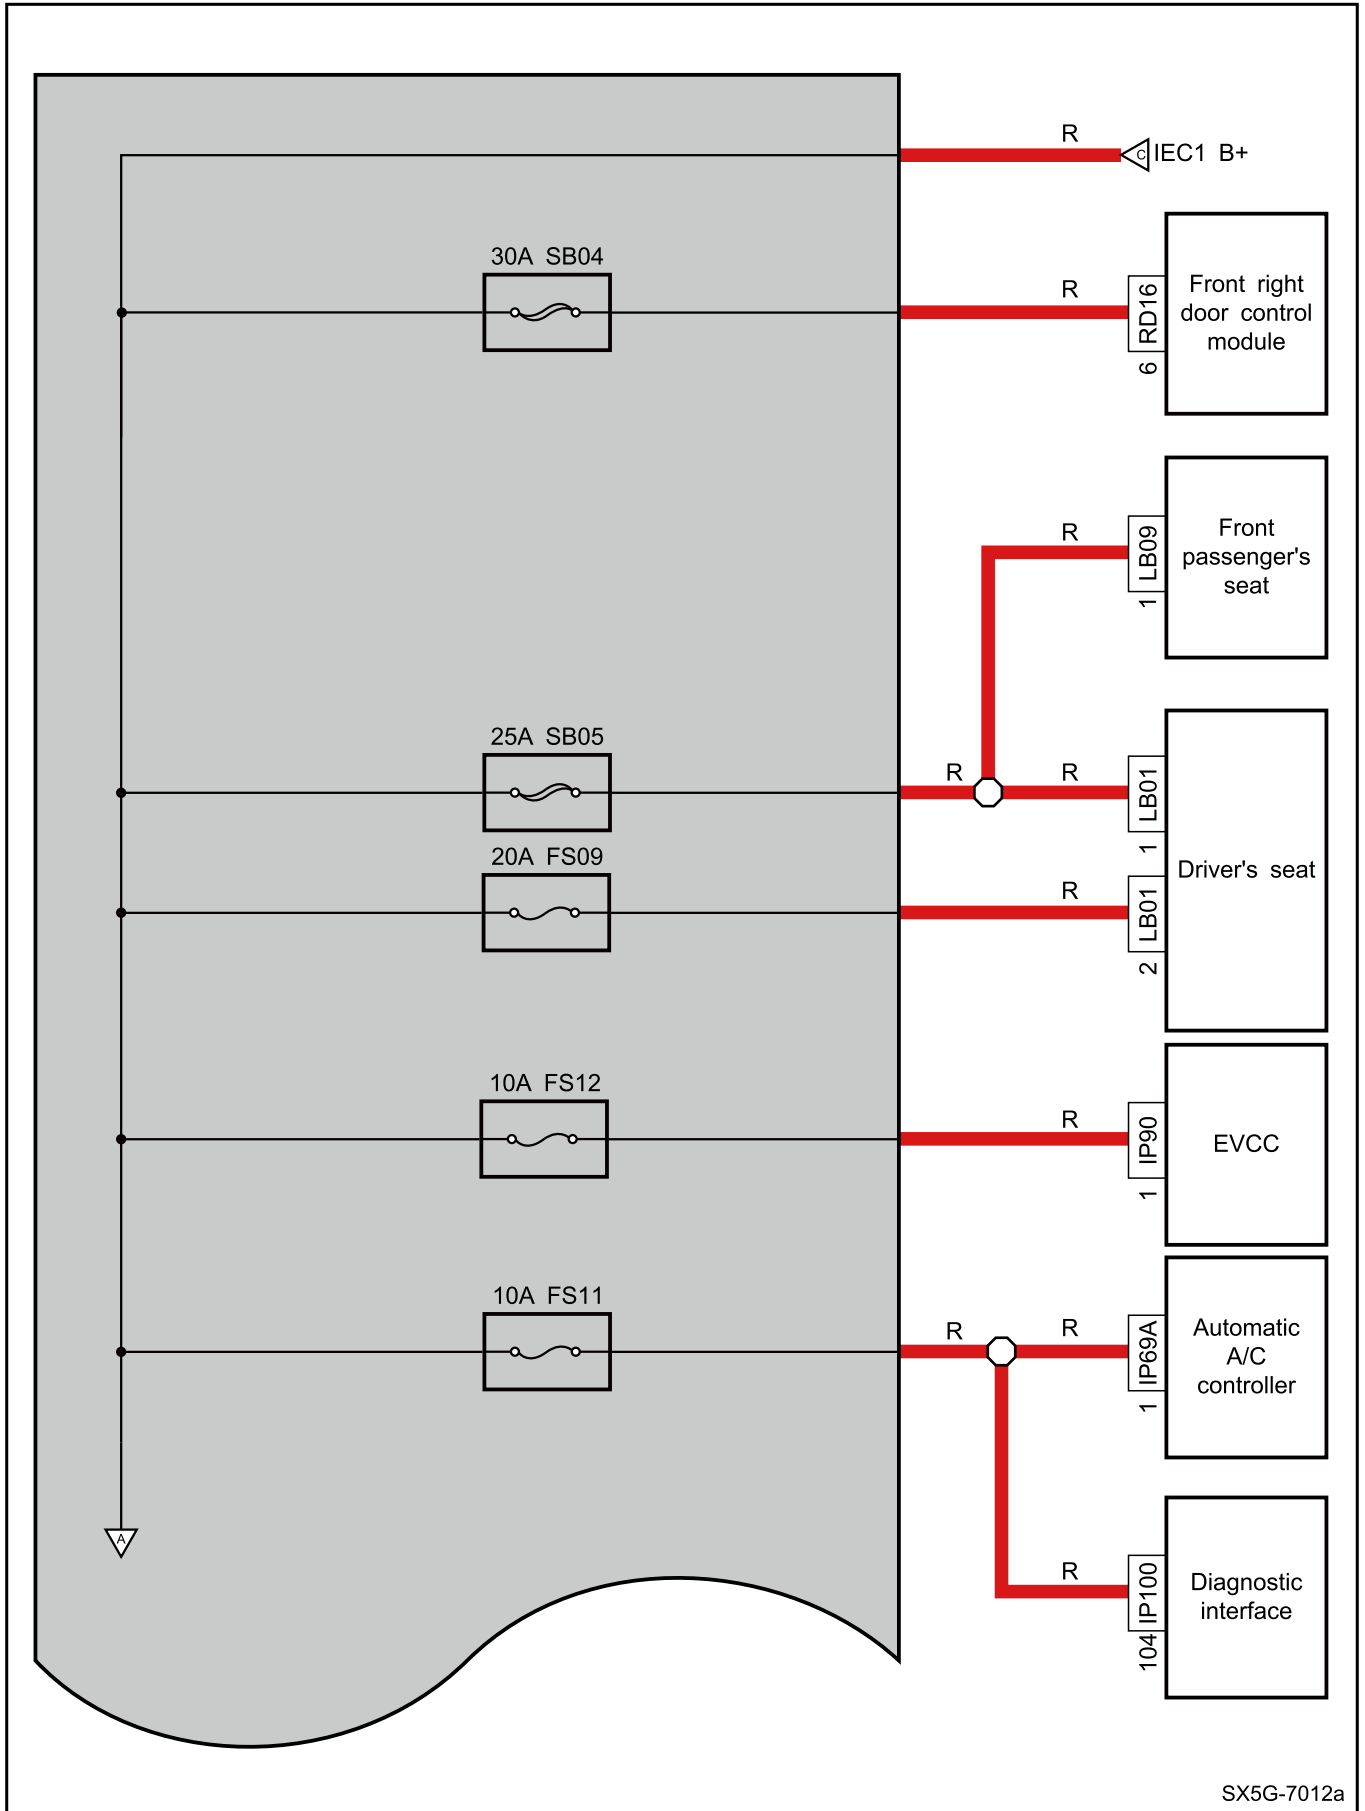 R
C IEC1 B+
30A SB04
R
RD16
6
Front right
door control
module
R
LB09
1
Front
passenger's
seat
25A SB05
R
R
LB01
1
20A FS09
R
LB01
2
Driver's seat
10A FS12
R
IP90
1
EVCC
10A FS11
R
R
IP69A
1
Automatic
A/C
controller
A
R
IP100
104
Diagnostic
interface
SX5G-7012a